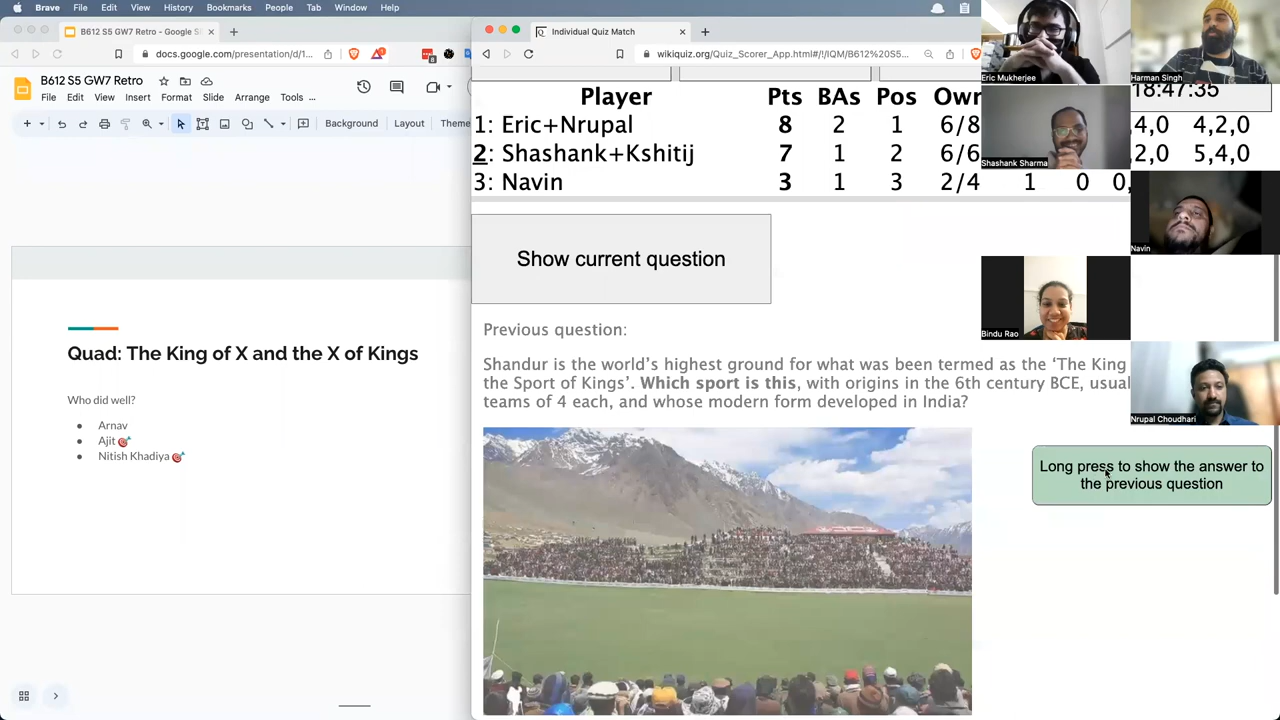 Brave File Edit View History Bookmarks
B612 S5 GW7 Retro - Google S
docs.google.com/presentation/d/1...
B612 S5 GW7 Retro
File Edit View Insert Format Slide Arrange Tools ...
Background Layout Theme
Quad: The King of X and the X of Kings
Who did well?
Arnav
Ajit 🎯
Nitish Khadiya 🎯
Individual Quiz Match
wikiquiz.org/Quiz_Scorer_App.html#/!/IQM/B612%20S5...
18:47:35
Player Pts BAs Pos Owr
1: Eric+Nrupal 8 2 1 6/8 ,4,0 4,2,0
2: Shashank+Kshitij 7 1 2 6/6 ,2,0 5,4,0
3: Navin 3 1 3 2/4 1 0 0,
Show current question
Previous question:
Shandur is the world's highest ground for what was been termed as the 'The King
the Sport of Kings'. Which sport is this, with origins in the 6th century BCE, usual
teams of 4 each, and whose modern form developed in India?
Long press to show the answer to
the previous question
Eric Mukherjee
Harman Singh
Shashank Sharma
Navin
Bindu Rao
Nrupal Choudhari